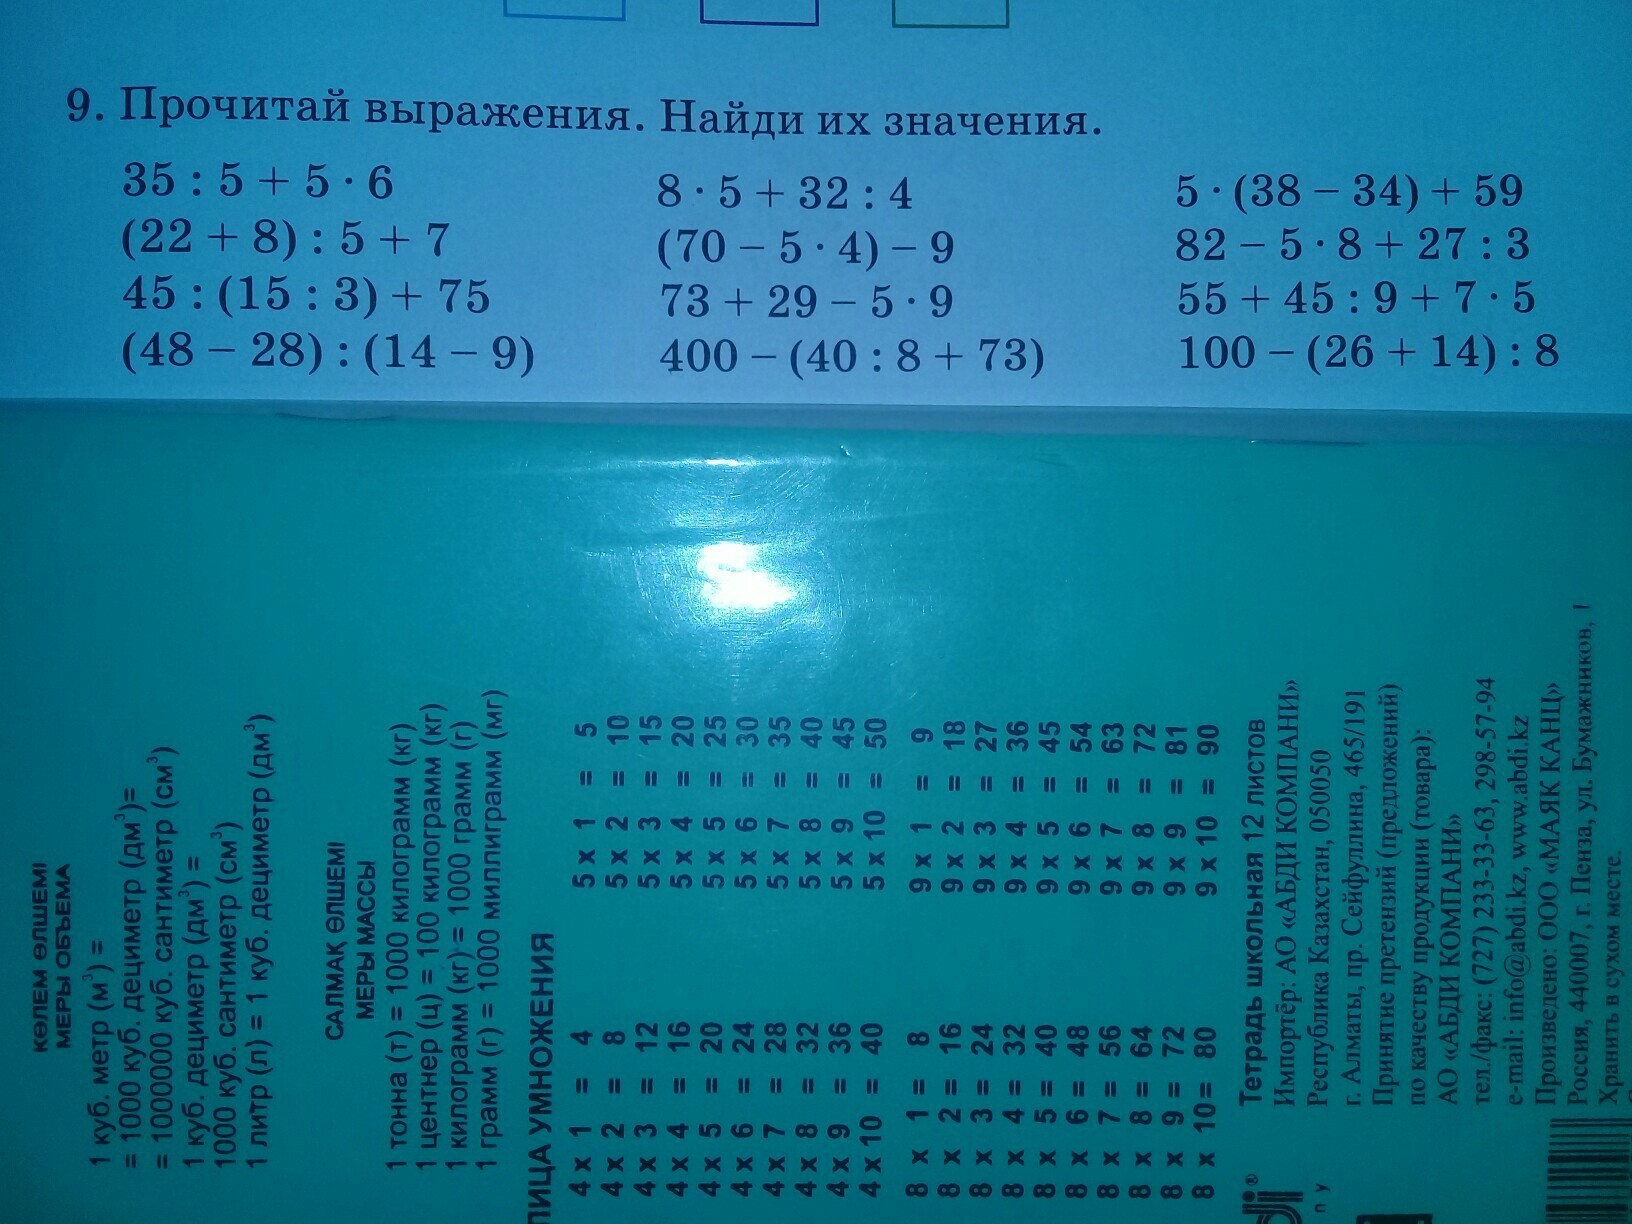 9. Прочитай выражения. Найди их значения.
35 : 5 + 5 · 6
(22 + 8) : 5 + 7
45 : (15 : 3) + 75
(48 – 28) : (14 – 9)
8 · 5 + 32 : 4
(70 – 5 · 4) – 9
73 + 29 – 5 · 9
400 – (40 : 8 + 73)
5 · (38 – 34) + 59
82 – 5 · 8 + 27 : 3
55 + 45 : 9 + 7 · 5
100 – (26 + 14) : 8
КӨЛЕМ ӨЛШЕМІ
МЕРЫ ОБЪЕМА
1 куб. метр (м³) =
= 1000 куб. дециметр (дм³)=
= 1000000 куб. сантиметр (см³)
1 куб. дециметр (дм³) =
1000 куб. сантиметр (см³)
1 литр (л) = 1 куб. дециметр (дм³)
САЛМАҚ ӨЛШЕМІ
МЕРЫ МАССЫ
1 тонна (т) = 1000 килограмм (кг)
1 центнер (ц) = 100 килограмм (кг)
1 килограмм (кг) = 1000 грамм (г)
1 грамм (г) = 1000 миллиграмм (мг)
ЛИЦА УМНОЖЕНИЯ
4 x 1 = 4
4 x 2 = 8
4 x 3 = 12
4 x 4 = 16
4 x 5 = 20
4 x 6 = 24
4 x 7 = 28
4 x 8 = 32
4 x 9 = 36
4 x 10 = 40
5 x 1 = 5
5 x 2 = 10
5 x 3 = 15
5 x 4 = 20
5 x 5 = 25
5 x 6 = 30
5 x 7 = 35
5 x 8 = 40
5 x 9 = 45
5 x 10 = 50
8 x 1 = 8
8 x 2 = 16
8 x 3 = 24
8 x 4 = 32
8 x 5 = 40
8 x 6 = 48
8 x 7 = 56
8 x 8 = 64
8 x 9 = 72
8 x 10= 80
9 x 1 = 9
9 x 2 = 18
9 x 3 = 27
9 x 4 = 36
9 x 5 = 45
9 x 6 = 54
9 x 7 = 63
9 x 8 = 72
9 x 9 = 81
9 x 10 = 90
Тетрадь школьная 12 листов
Импортёр: АО «АБДИ КОМПАНИ»
Республика Казахстан, 050050
г. Алматы, пр. Сейфуллина, 465/191
Принятие претензий (предложений)
по качеству продукции (товара):
АО «АБДИ КОМПАНИ»
тел./факс: (727) 233-33-63, 298-57-94
e-mail: info@abdi.kz, www.abdi.kz
Произведено: ООО «МАЯК КАНЦ»
Россия, 440007, г. Пенза, ул. Бумажников,
Хранить в сухом месте.